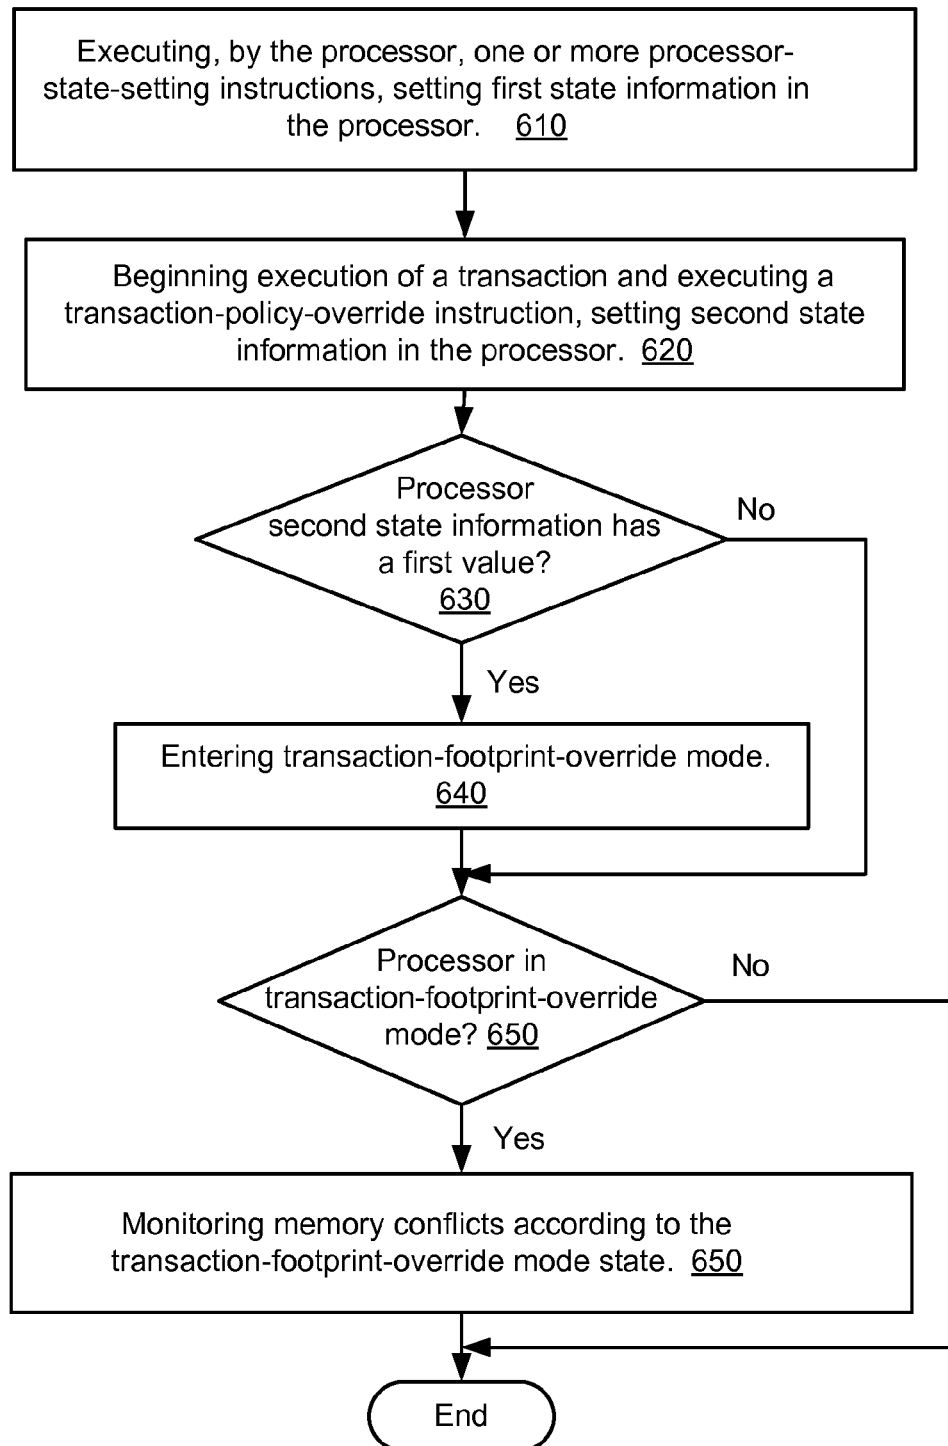 Executing, by the processor, one or more processor-
state-setting instructions, setting first state information in
the processor. 610
Beginning execution of a transaction and executing a
transaction-policy-override instruction, setting second state
information in the processor. 620
Processor
second state information has
a first value?
630
No
Yes
Entering transaction-footprint-override mode.
640
Processor in
transaction-footprint-override
mode? 650
No
Yes
Monitoring memory conflicts according to the
transaction-footprint-override mode state. 650
End